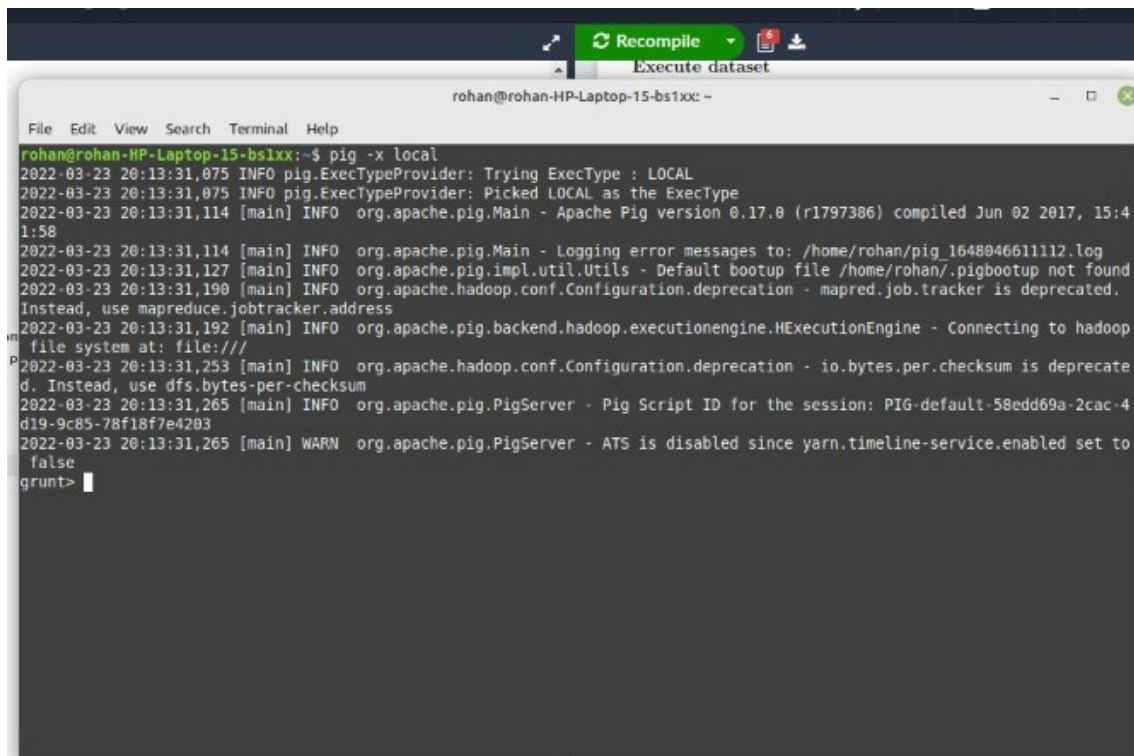 Recompile
6
Execute dataset
rohan@rohan-HP-Laptop-15-bs1xx: ~
File Edit View Search Terminal Help
rohan@rohan-HP-Laptop-15-bs1xx:~$ pig -x local
2022-03-23 20:13:31,075 INFO pig.ExecTypeProvider: Trying ExecType : LOCAL
2022-03-23 20:13:31,075 INFO pig.ExecTypeProvider: Picked LOCAL as the ExecType
2022-03-23 20:13:31,114 [main] INFO  org.apache.pig.Main - Apache Pig version 0.17.0 (r1797386) compiled Jun 02 2017, 15:4
1:58
2022-03-23 20:13:31,114 [main] INFO  org.apache.pig.Main - Logging error messages to: /home/rohan/pig_1648046611112.log
2022-03-23 20:13:31,127 [main] INFO  org.apache.pig.impl.util.Utils - Default bootup file /home/rohan/.pigbootup not found
2022-03-23 20:13:31,190 [main] INFO  org.apache.hadoop.conf.Configuration.deprecation - mapred.job.tracker is deprecated.
Instead, use mapreduce.jobtracker.address
2022-03-23 20:13:31,192 [main] INFO  org.apache.pig.backend.hadoop.executionengine.HExecutionEngine - Connecting to hadoop
 file system at: file:///
2022-03-23 20:13:31,253 [main] INFO  org.apache.hadoop.conf.Configuration.deprecation - io.bytes.per.checksum is deprecate
d. Instead, use dfs.bytes-per-checksum
2022-03-23 20:13:31,265 [main] INFO  org.apache.pig.PigServer - Pig Script ID for the session: PIG-default-58edd69a-2cac-4
d19-9c85-78f18f7e4203
2022-03-23 20:13:31,265 [main] WARN  org.apache.pig.PigServer - ATS is disabled since yarn.timeline-service.enabled set to
 false
grunt>